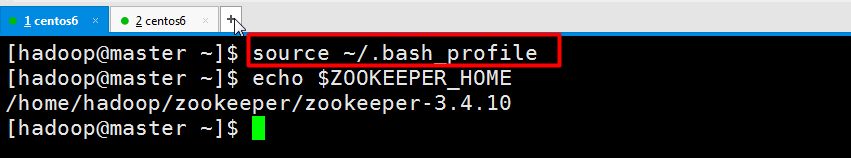 1 centos6
2 centos6
[hadoop@master ~]$ source ~/.bash_profile
[hadoop@master ~]$ echo $ZOOKEEPER_HOME
/home/hadoop/zookeeper/zookeeper-3.4.10
[hadoop@master ~]$